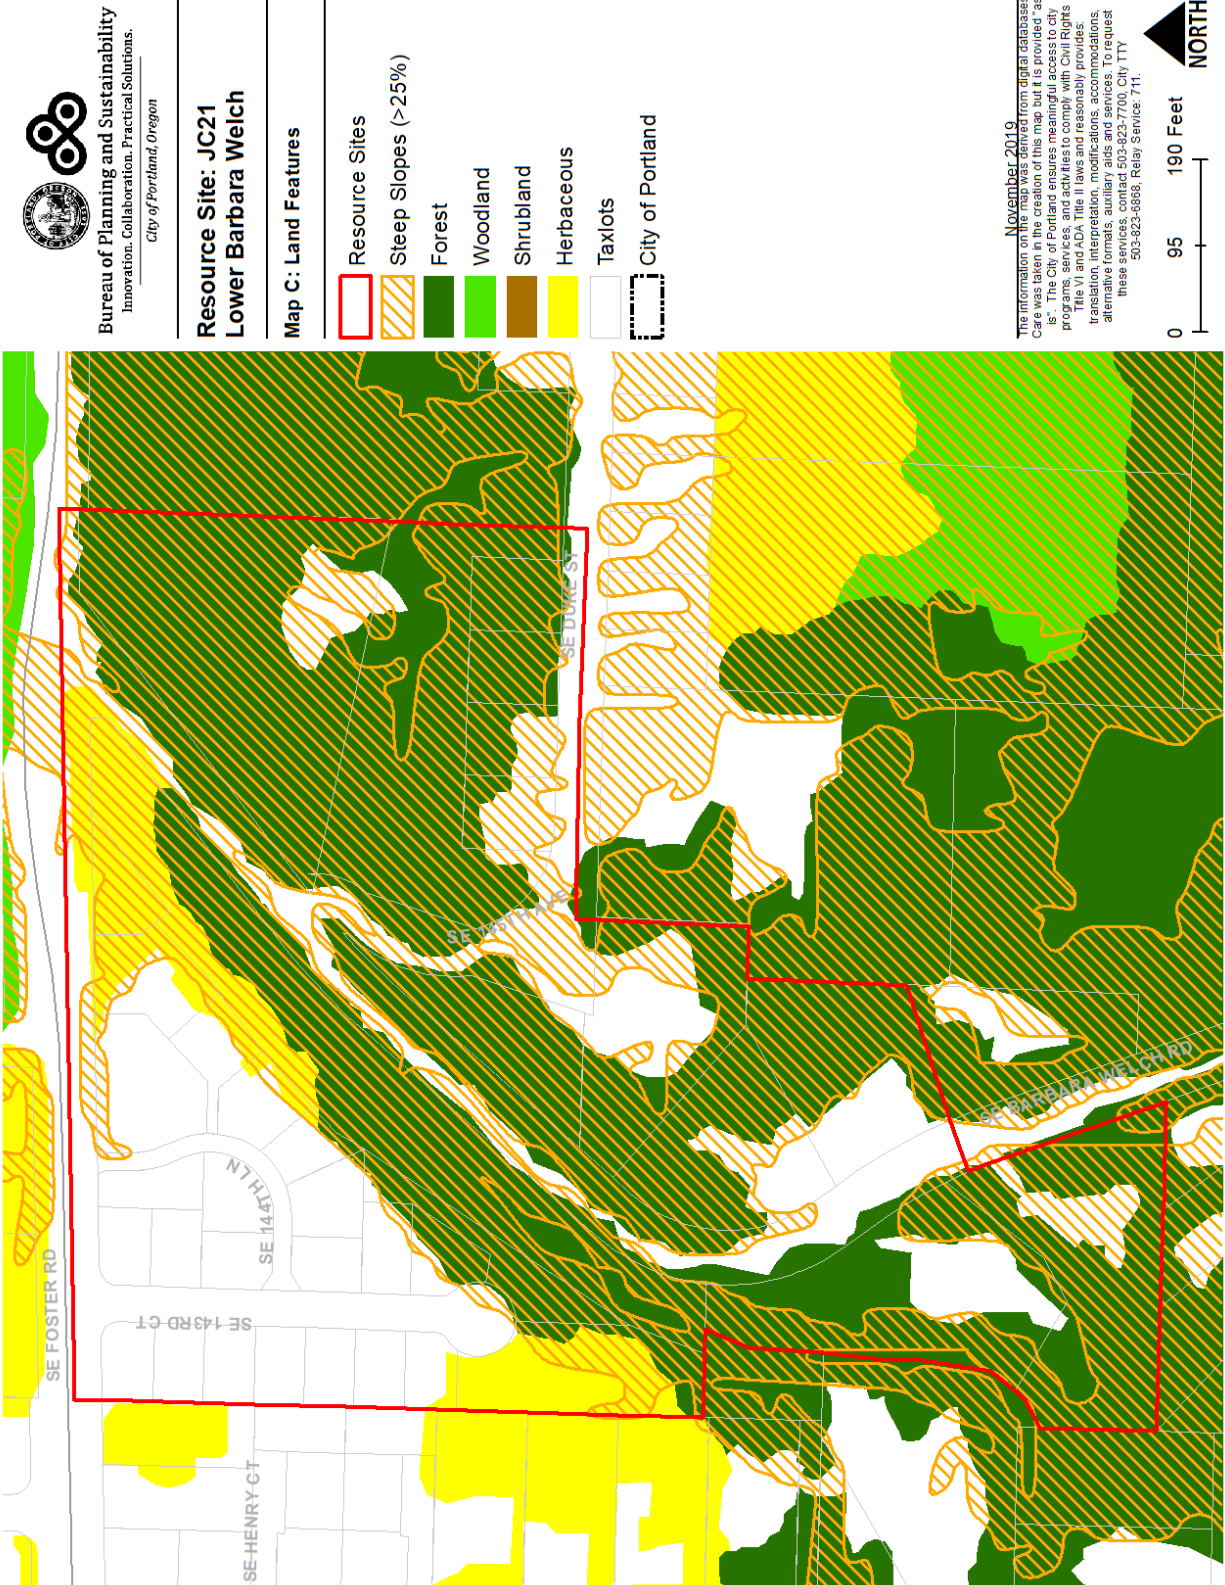 Bureau of Planning and Sustainability
Innovation. Collaboration. Practical Solutions.
City of Portland, Oregon
Resource Site: JC21
Lower Barbara Welch
Map C: Land Features
Resource Sites
Steep Slopes (>25%)
Forest
Woodland
Shrubland
Herbaceous
Taxlots
City of Portland
November 2019
The information on the map was derived from digital databases
Care was taken in the creation of this map but it is provided "as
is". The City of Portland ensures meaningful access to city
programs, services, and activities to comply with Civil Rights
Title VI and ADA Title II laws and reasonably provides:
translation, interpretation, modifications, accommodations,
alternative formats, auxiliary aids and services. To request
these services, contact 503-823-7700, City TTY
503-823-6868, Relay Service: 711.
0 95 190 Feet
NORTH
SE FOSTER RD
SE 143RD CT
SE 144TH LN
SE HENRY CT
SE 145TH AVE
SE DUKE ST
SE BARBARA WELCH RD